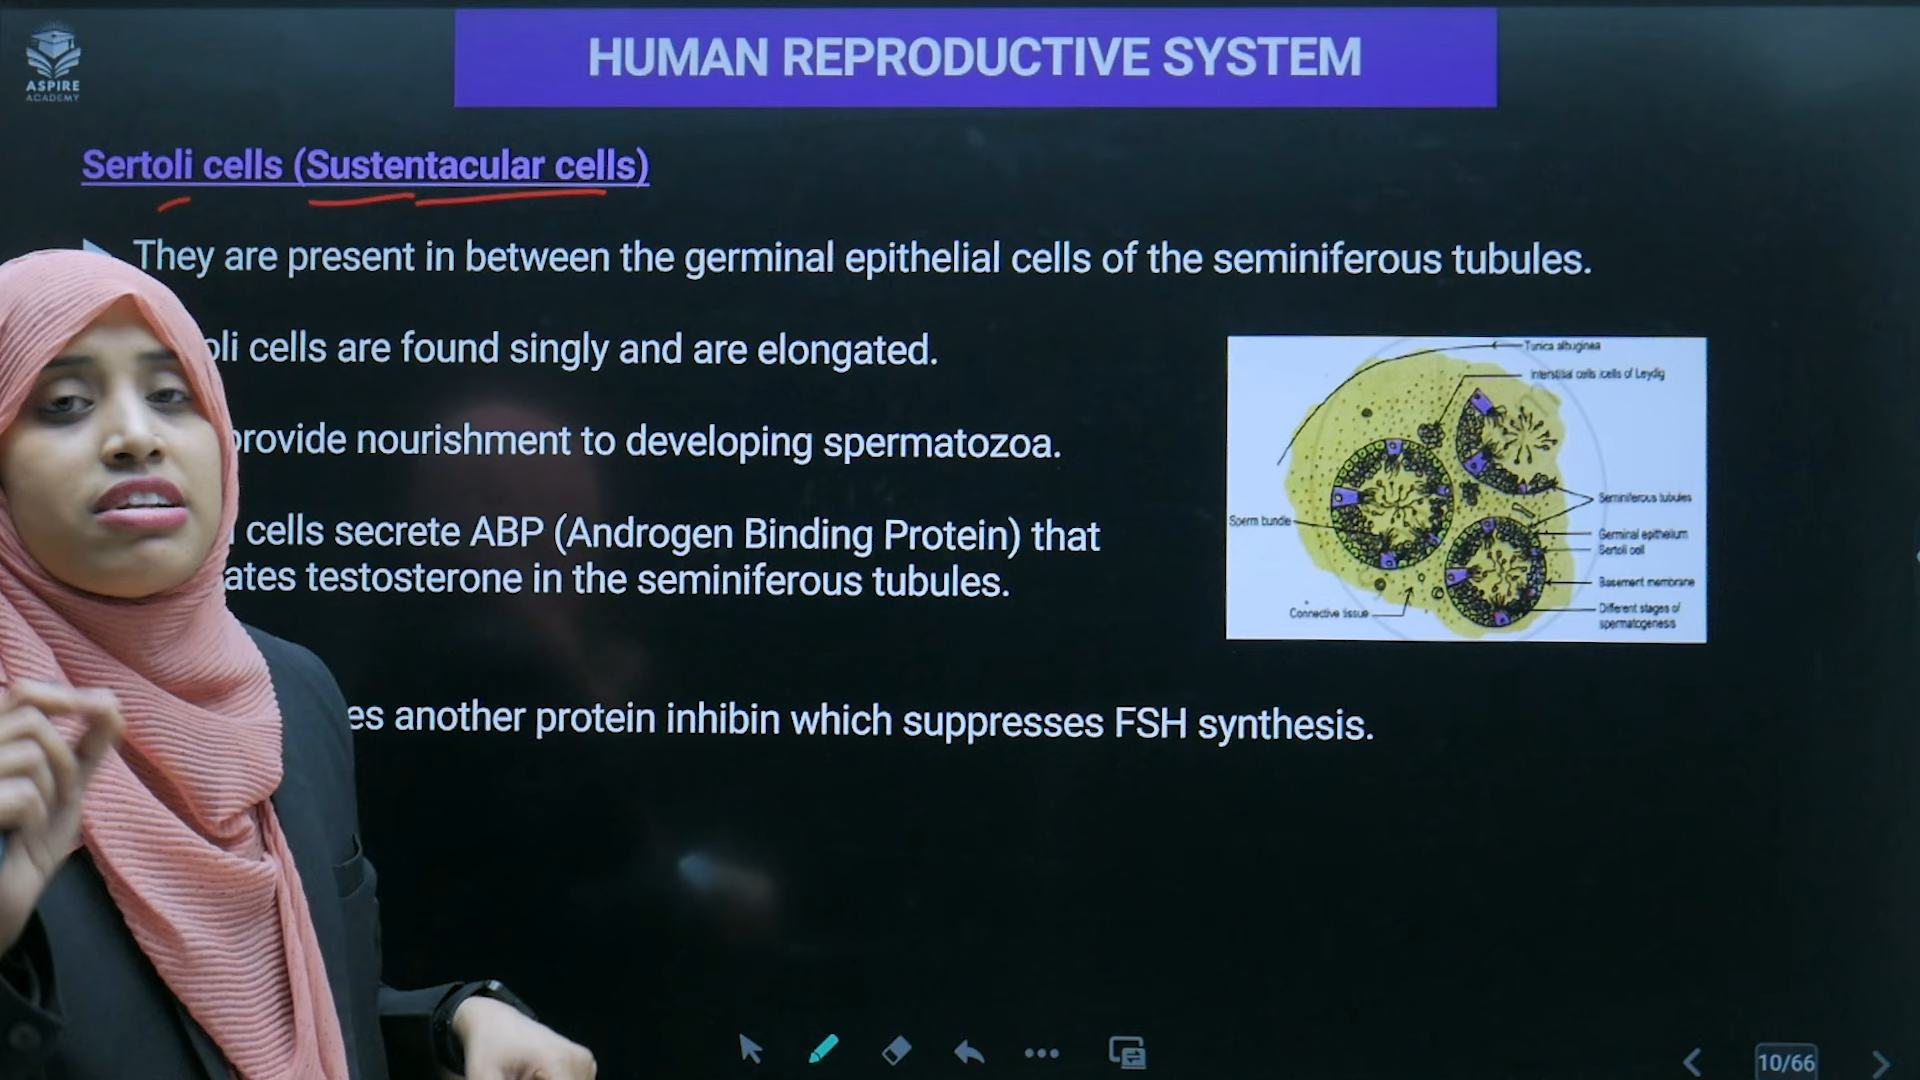 ASPIRE
ACADEMY
HUMAN REPRODUCTIVE SYSTEM
Sertoli cells (Sustentacular cells)
They are present in between the germinal epithelial cells of the seminiferous tubules.
oli cells are found singly and are elongated.
provide nourishment to developing spermatozoa.
cells secrete ABP (Androgen Binding Protein) that
ates testosterone in the seminiferous tubules.
es another protein inhibin which suppresses FSH synthesis.
Tunica albuginea
Interstitial cells /cells of Leydig
Seminiferous tubules
Sperm bundle
Germinal epithelium
Sertoli cell
Basement membrane
Connective tissue
Different stages of
spermatogenesis
10/66